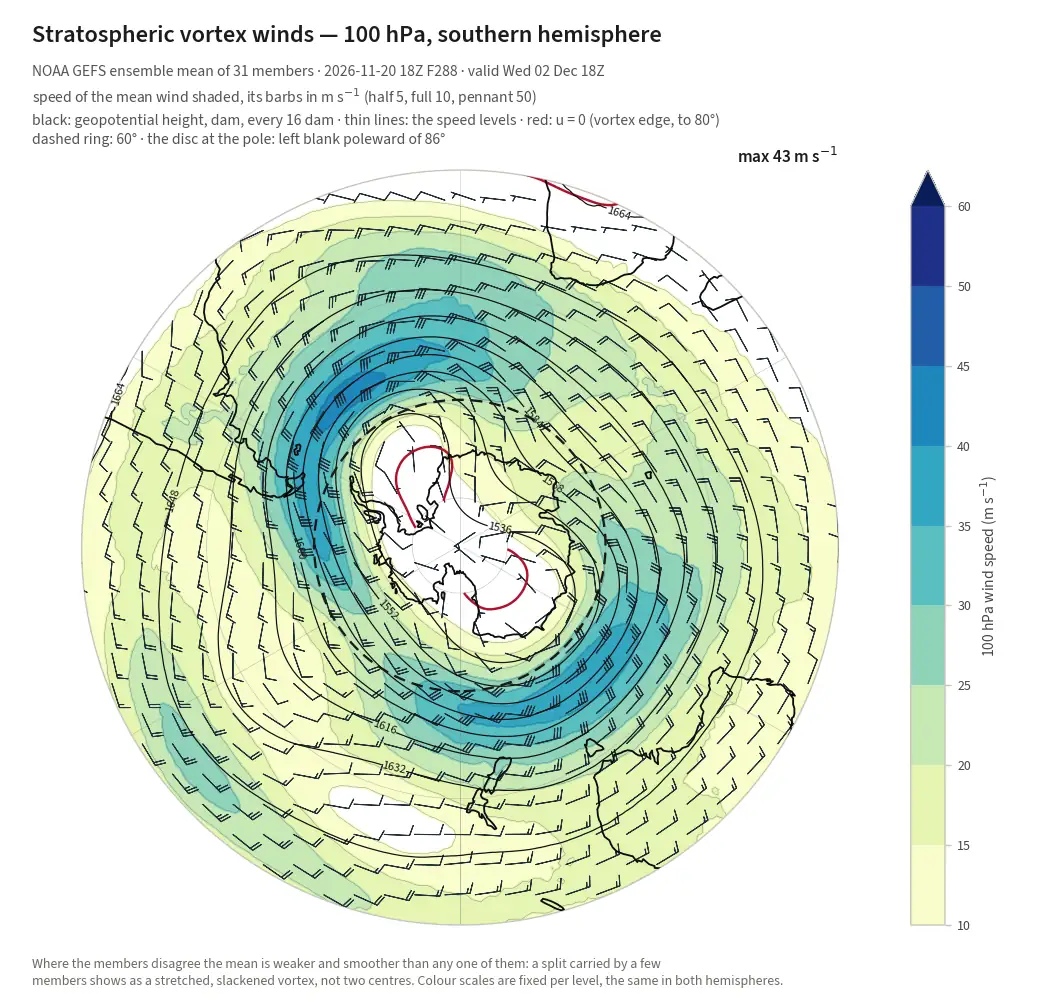 Stratospheric vortex winds — 100 hPa, southern hemisphere
NOAA GEFS ensemble mean of 31 members · 2026-11-20 18Z F288 · valid Wed 02 Dec 18Z
speed of the mean wind shaded, its barbs in m s⁻¹ (half 5, full 10, pennant 50)
black: geopotential height, dam, every 16 dam · thin lines: the speed levels · red: u = 0 (vortex edge, to 80°)
dashed ring: 60° · the disc at the pole: left blank poleward of 86°
max 43 m s⁻¹
60
50
45
40
35
30
25
20
15
10
100 hPa wind speed (m s⁻¹)
1664
1664
1584
1568
1648
1536
1600
1552
1616
1632
Where the members disagree the mean is weaker and smoother than any one of them: a split carried by a few
members shows as a stretched, slackened vortex, not two centres. Colour scales are fixed per level, the same in both hemispheres.